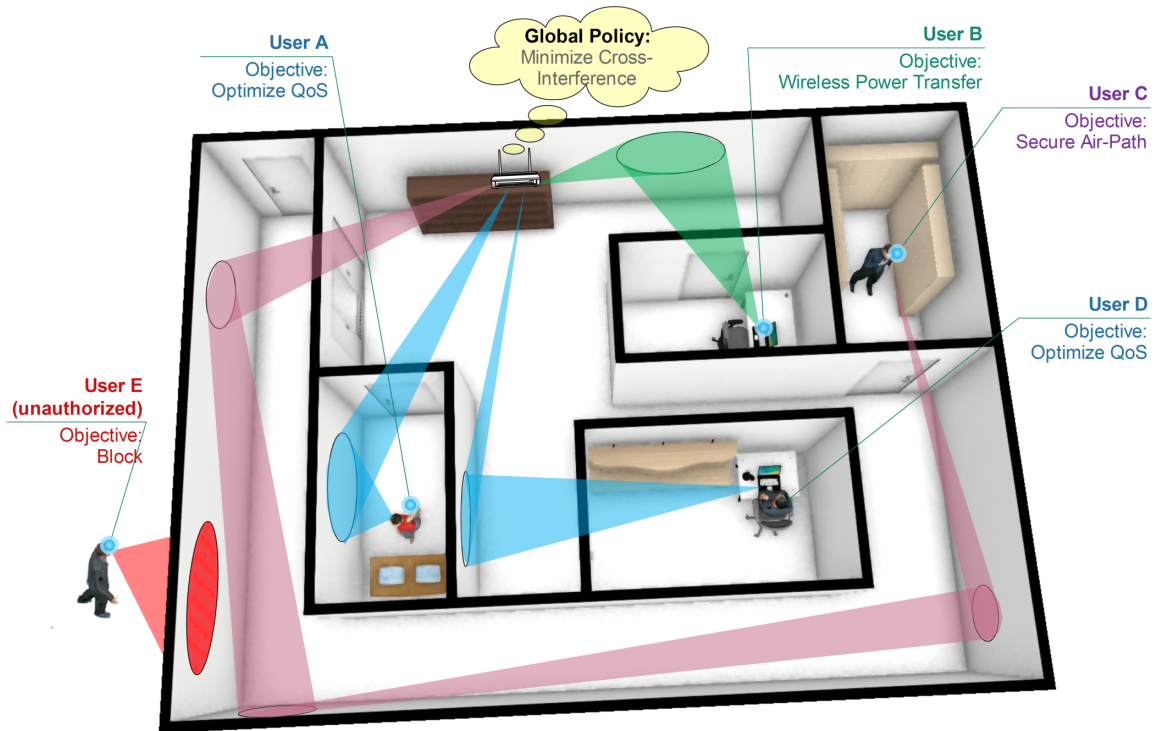 User A
Objective:
Optimize QoS
Global Policy:
Minimize Cross-
Interference
User B
Objective:
Wireless Power Transfer
User C
Objective:
Secure Air-Path
User D
Objective:
Optimize QoS
User E
(unauthorized)
Objective:
Block